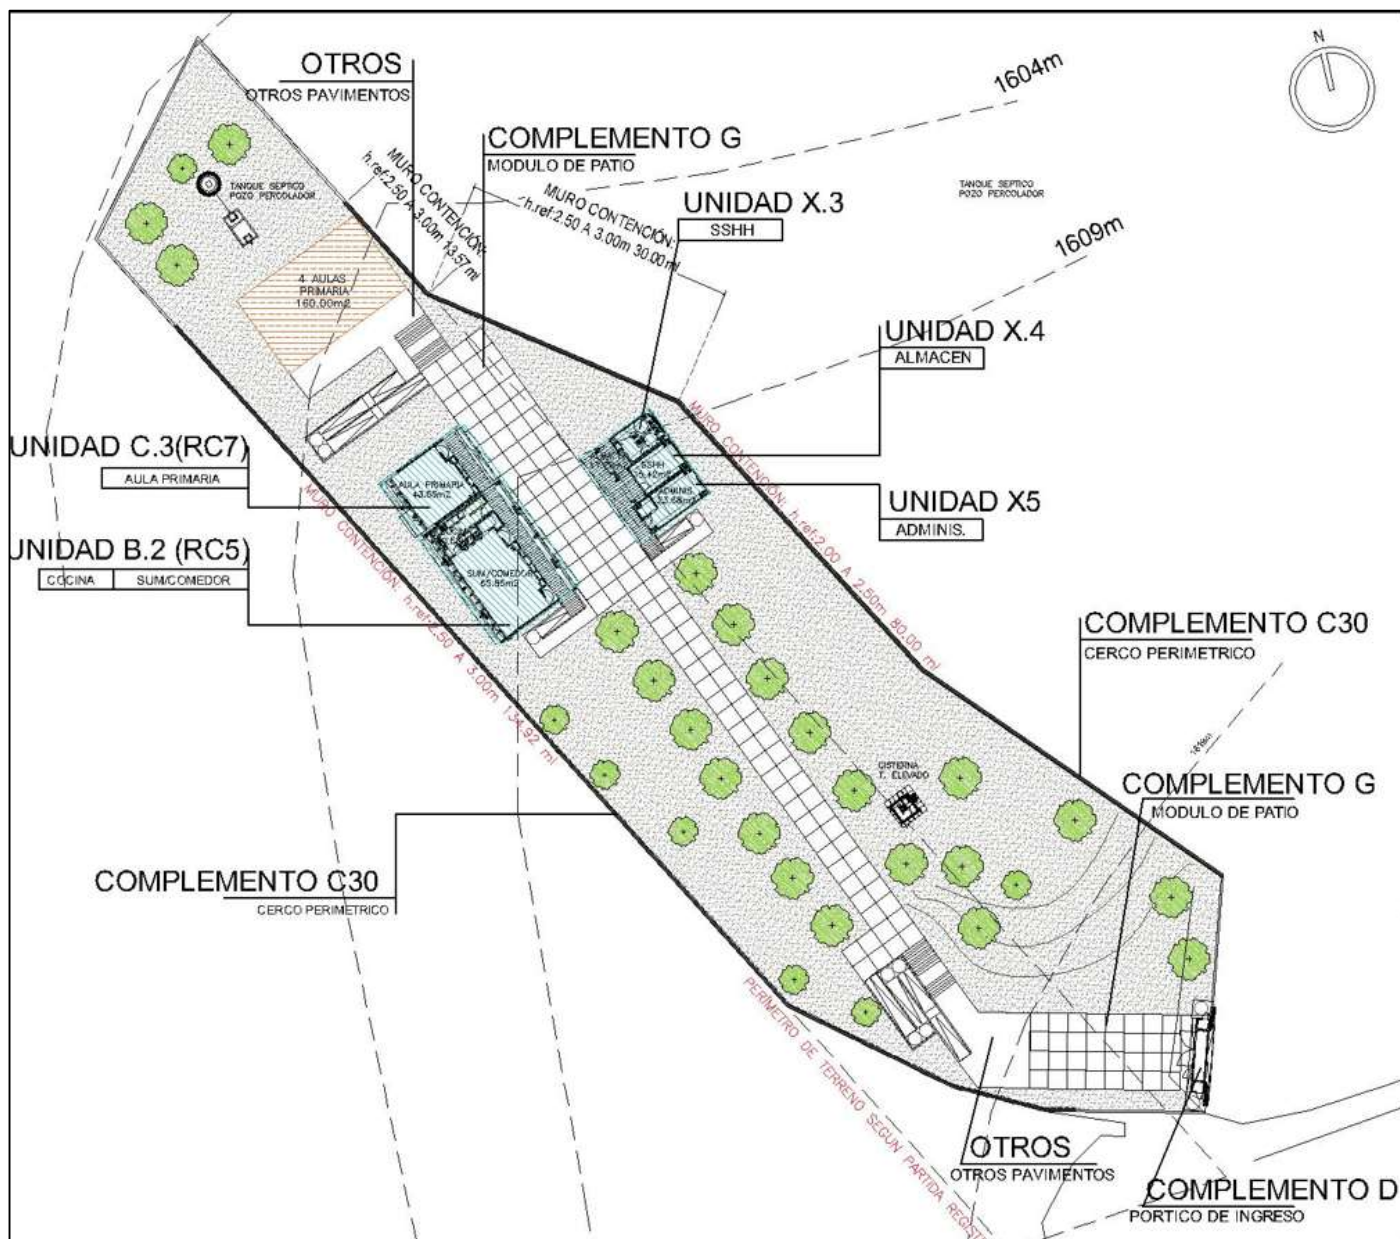 N
OTROS
OTROS PAVIMENTOS
1604m
COMPLEMENTO G
MODULO DE PATIO
MURO CONTENCIÓN:
h.ref:2.50 A 3.00m 13.57 ml
MURO CONTENCIÓN:
h.ref:2.50 A 3.00m 30.00ml
TANQUE SEPTICO
POZO PERCOLADOR
TANQUE SEPTICO
POZO PERCOLADOR
UNIDAD X.3
SSHH
1609m
4 AULAS
PRIMARIA
160.00m2
UNIDAD X.4
ALMACEN
MURO CONTENCIÓN: h.ref:2.00 A 2.50m 80.00 ml
UNIDAD C.3(RC7)
AULA PRIMARIA
AULA PRIMARIA
43.65m2
SSHH
ADMINIS.
UNIDAD X5
ADMINIS.
MURO CONTENCIÓN: h.ref:2.50 A 3.00m 134.92 ml
UNIDAD B.2 (RC5)
COCINA
SUM/COMEDOR
SUM/COMEDOR
COMPLEMENTO C30
CERCO PERIMETRICO
CISTERNA
T. ELEVADO
COMPLEMENTO G
MODULO DE PATIO
COMPLEMENTO C30
CERCO PERIMETRICO
PERÍMETRO DE TERRENO SEGUN PARTIDA REGIST
OTROS
OTROS PAVIMENTOS
COMPLEMENTO D
PORTICO DE INGRESO